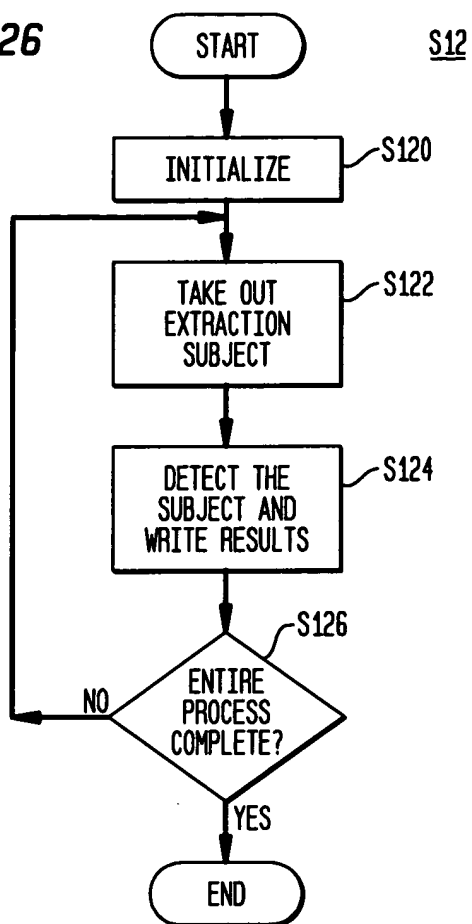 26
START
S12
S120
INITIALIZE
S122
TAKE OUT
EXTRACTION
SUBJECT
S124
DETECT THE
SUBJECT AND
WRITE RESULTS
S126
ENTIRE
PROCESS
COMPLETE?
NO
YES
END